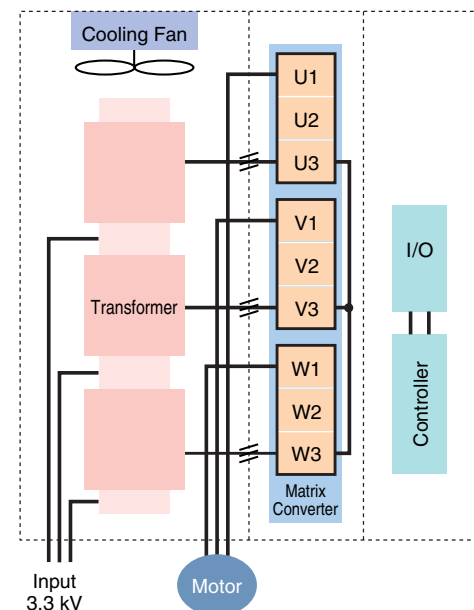 Cooling Fan
U1
U2
U3
V1
I/O
V2
Transformer
V3
W1
Controller
W2
W3
Matrix
Converter
Input
3.3 kV
Motor